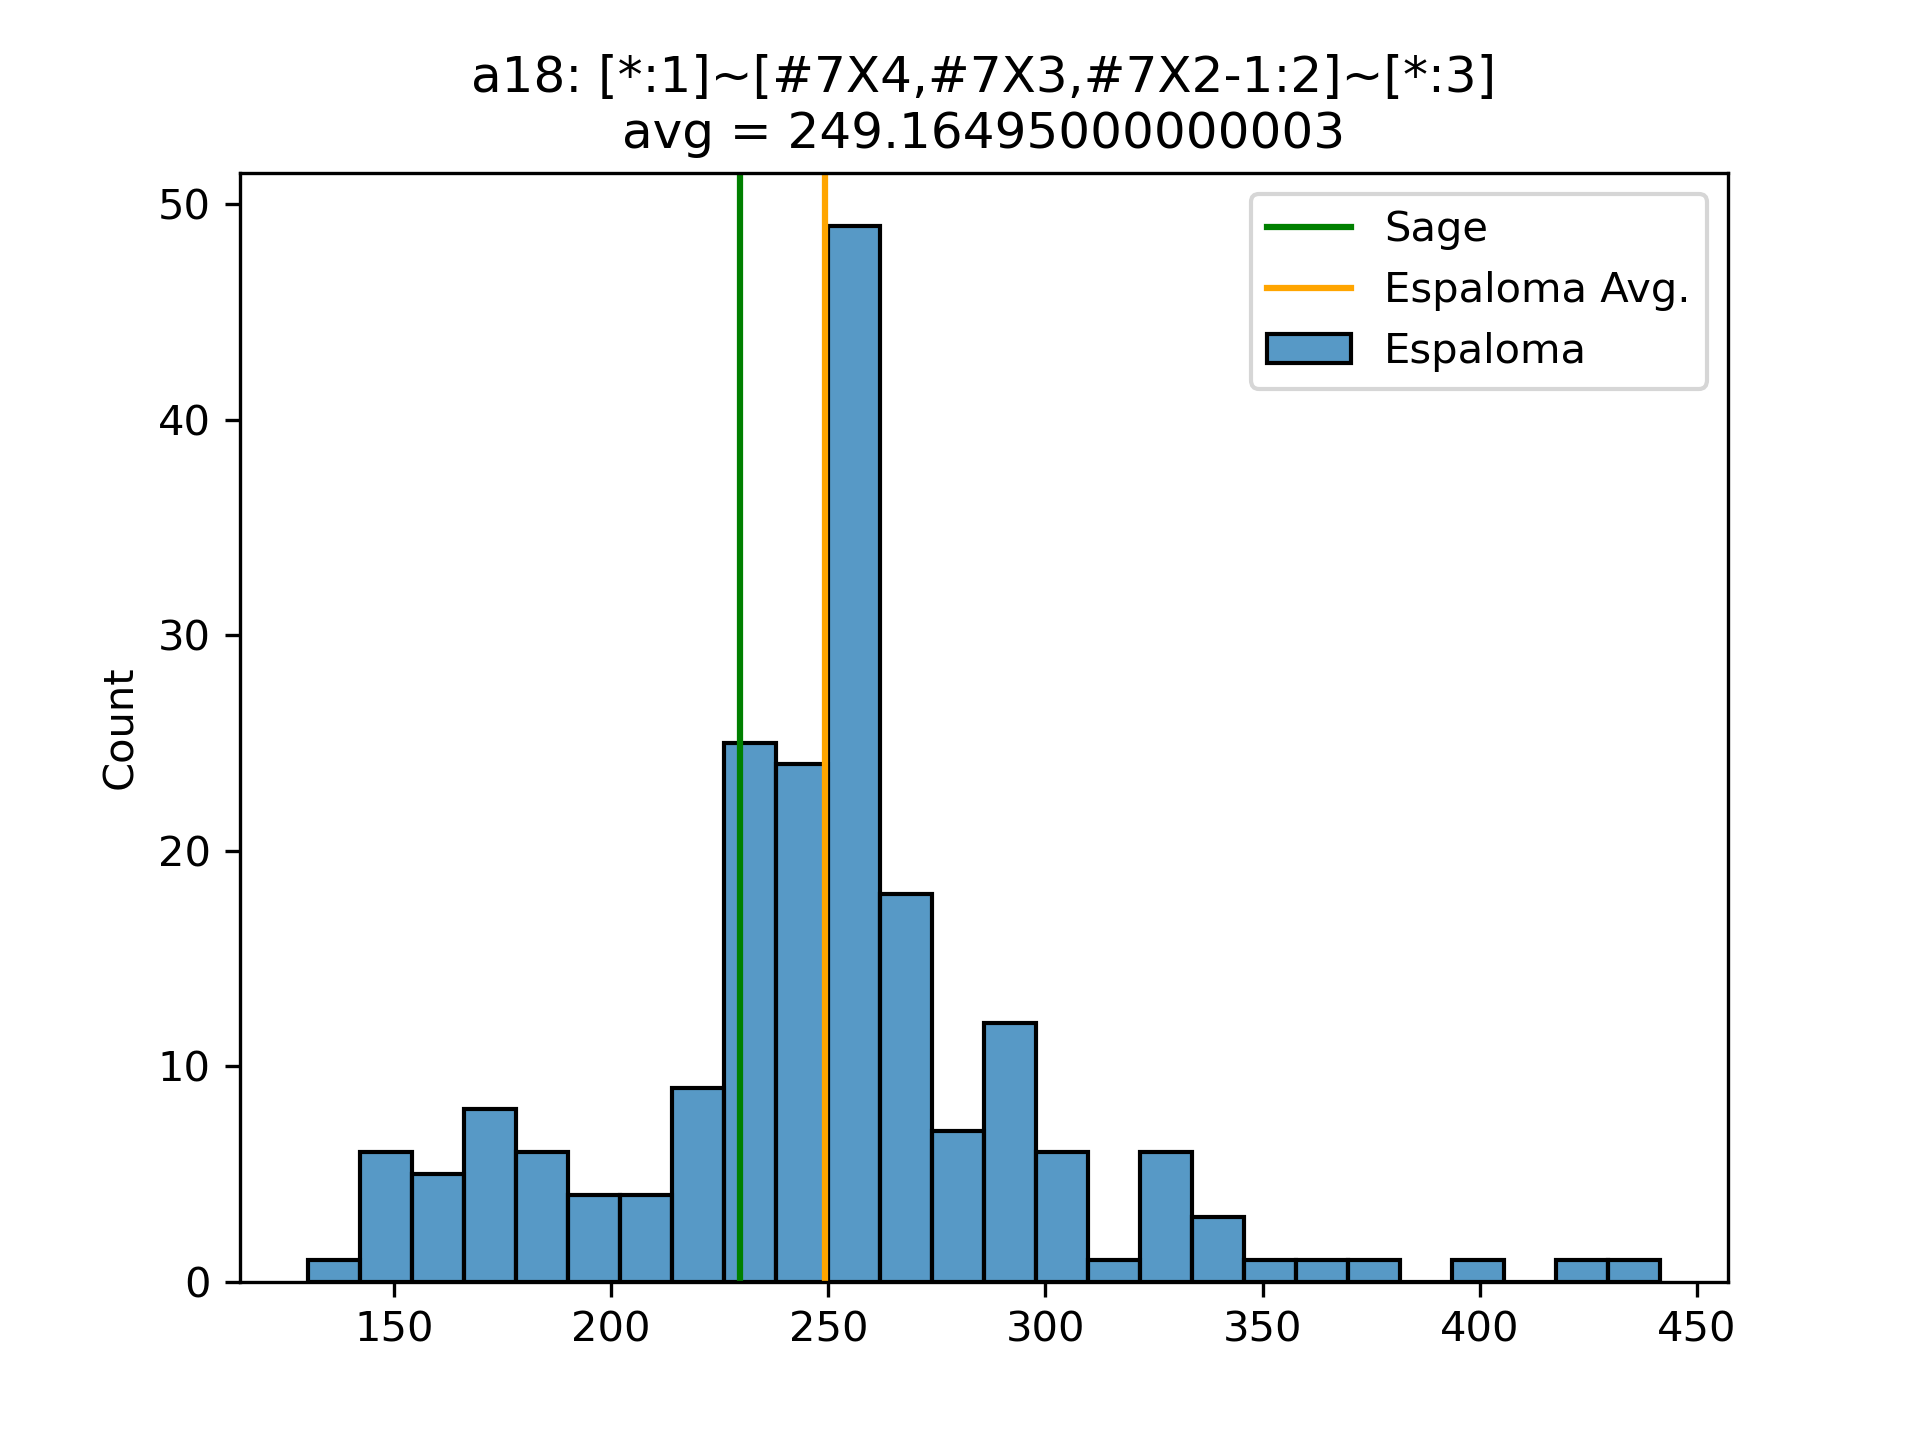 a18: [*:1]~[#7X4,#7X3,#7X2-1:2]~[*:3]
avg = 249.16495000000003
Sage
Espaloma Avg.
Espaloma
Count
50
40
30
20
10
0
150 200 250 300 350 400 450